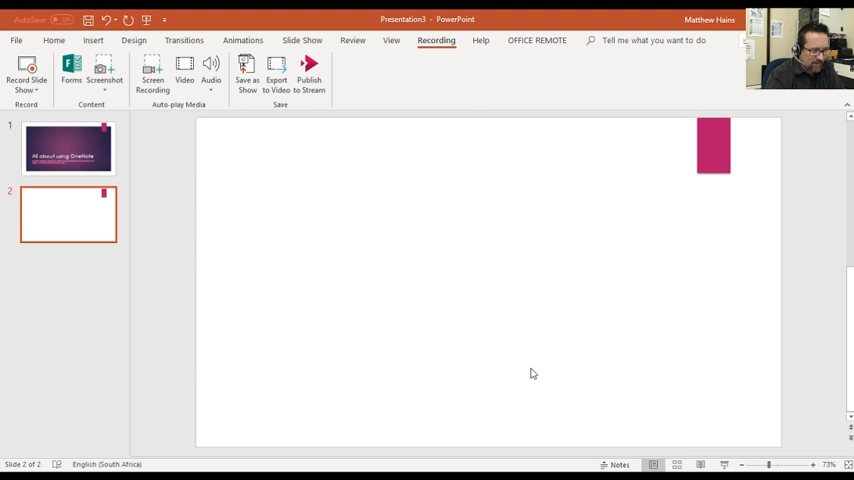 AutoSave Off
Presentation3 - PowerPoint
Matthew Hains
File Home Insert Design Transitions Animations Slide Show Review View Recording Help OFFICE REMOTE Tell me what you want to do
Record Slide Show
Forms
Screenshot
Screen Recording
Video
Audio
Save as Show
Export to Video
Publish to Stream
Record
Content
Auto-play Media
Save
1
All about using OneNote
2
Slide 2 of 2
English (South Africa)
Notes
73%